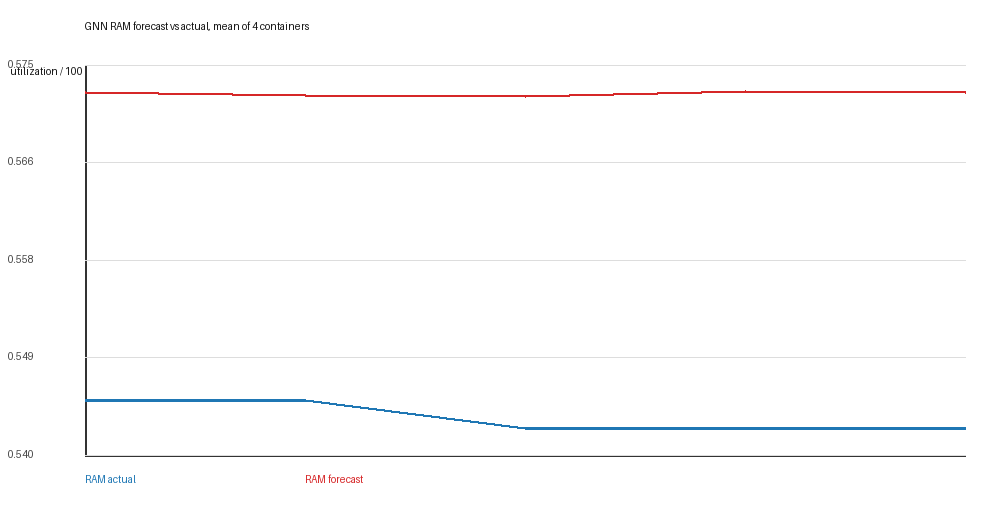 GNN RAM forecast vs actual, mean of 4 containers
0.575
utilization / 100
0.566
0.558
0.549
0.540
RAM actual
RAM forecast